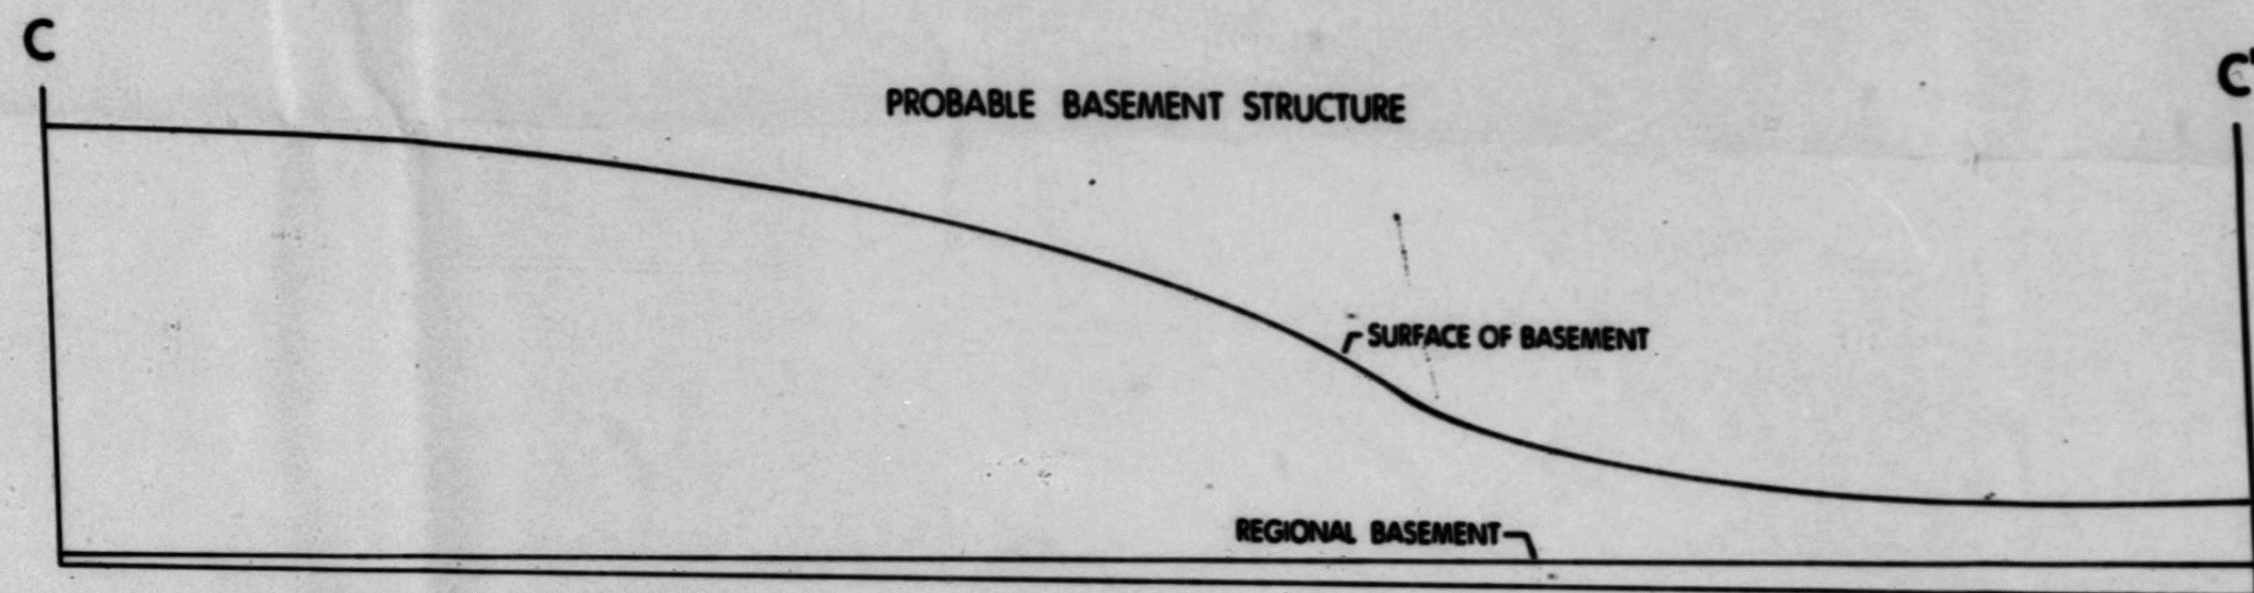 C
C'
PROBABLE BASEMENT STRUCTURE
SURFACE OF BASEMENT
REGIONAL BASEMENT